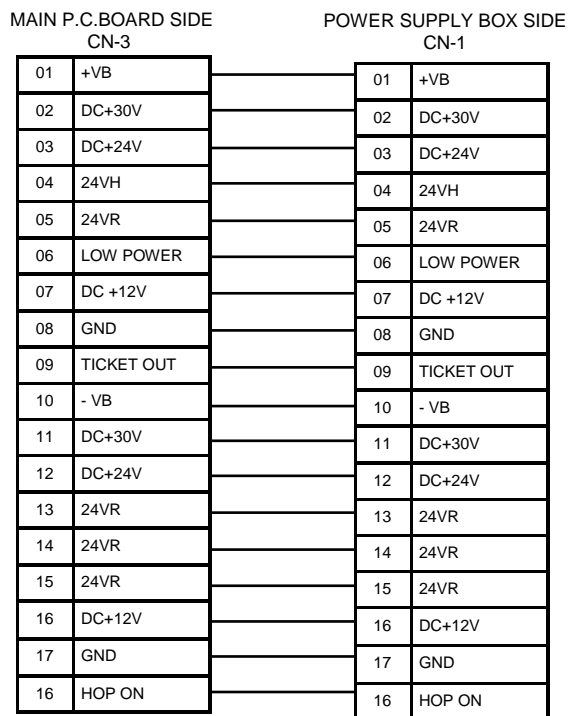 MAIN P.C.BOARD SIDE
CN-3
POWER SUPPLY BOX SIDE
CN-1
01 +VB 01 +VB
02 DC+30V 02 DC+30V
03 DC+24V 03 DC+24V
04 24VH 04 24VH
05 24VR 05 24VR
06 LOW POWER 06 LOW POWER
07 DC +12V 07 DC +12V
08 GND 08 GND
09 TICKET OUT 09 TICKET OUT
10 - VB 10 - VB
11 DC+30V 11 DC+30V
12 DC+24V 12 DC+24V
13 24VR 13 24VR
14 24VR 14 24VR
15 24VR 15 24VR
16 DC+12V 16 DC+12V
17 GND 17 GND
16 HOP ON 16 HOP ON